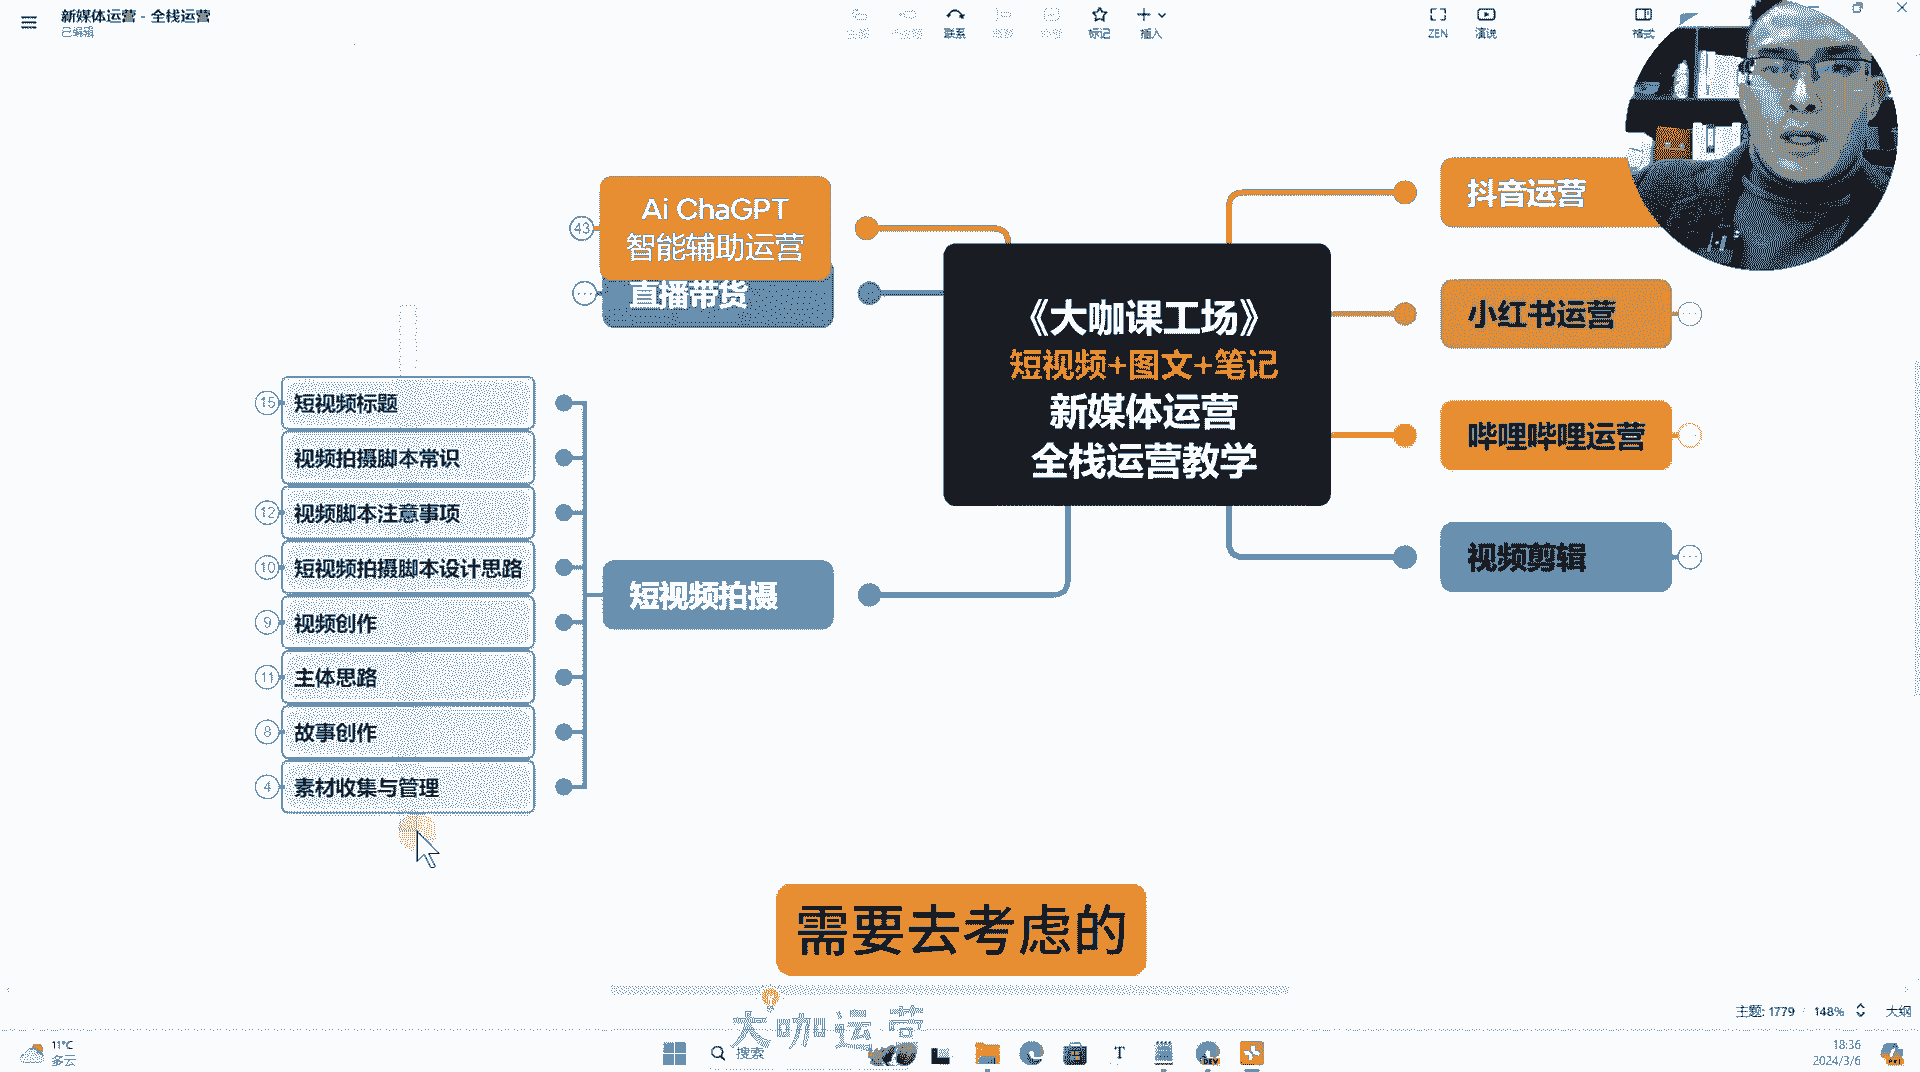 新媒体运营 - 全栈运营
已编辑
联系
标记
插入
ZEN
演说
格式
43
Ai ChaGPT
智能辅助运营
直播带货
15
短视频标题
视频拍摄脚本常识
12
视频脚本注意事项
10
短视频拍摄脚本设计思路
9
视频创作
11
主体思路
8
故事创作
4
素材收集与管理
短视频拍摄
《大咖课工场》
短视频+图文+笔记
新媒体运营
全栈运营教学
抖音运营
小红书运营
哔哩哔哩运营
视频剪辑
需要去考虑的
大咖运营
主题: 1779
148%
大纲
11°C
多云
搜索
T
DEV
18:36
2024/3/6